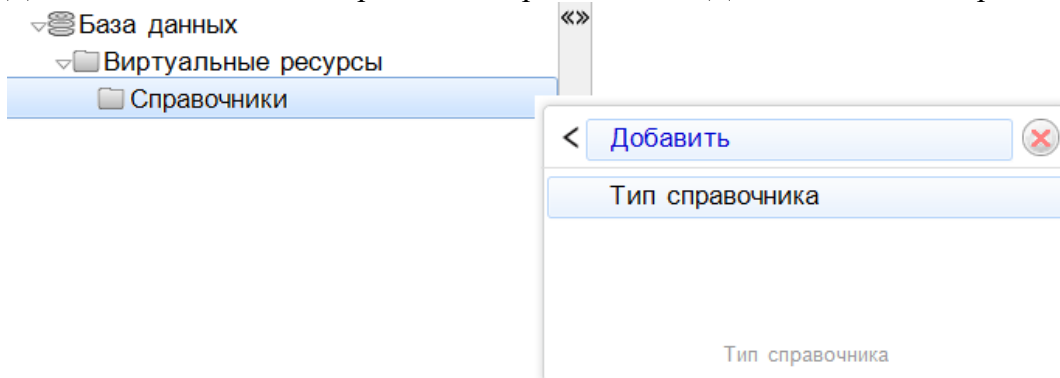 База данных
«»
Виртуальные ресурсы
Справочники
< Добавить
Тип справочника
Тип справочника